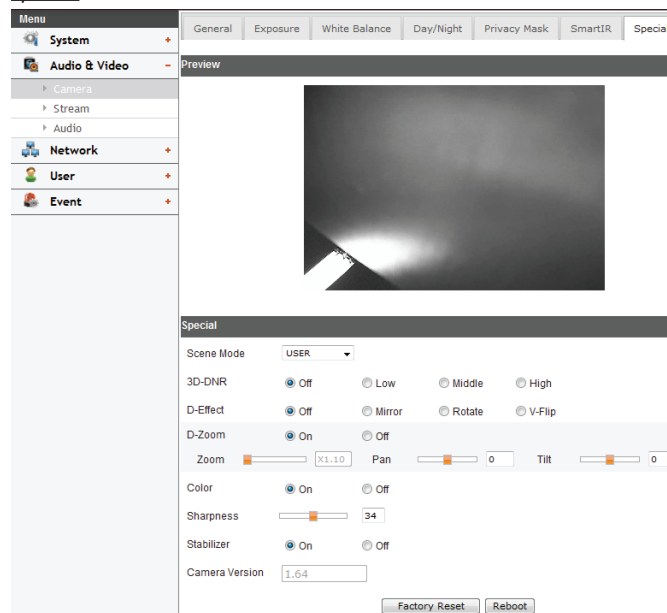 Menu
System
Audio & Video
Camera
Stream
Audio
Network
User
Event
General Exposure White Balance Day/Night Privacy Mask SmartIR Special
Preview
Special
Scene Mode USER
3D-DNR Off Low Middle High
D-Effect Off Mirror Rotate V-Flip
D-Zoom On Off
Zoom X1.10 Pan 0 Tilt 0
Color On Off
Sharpness 34
Stabilizer On Off
Camera Version 1.64
Factory Reset Reboot